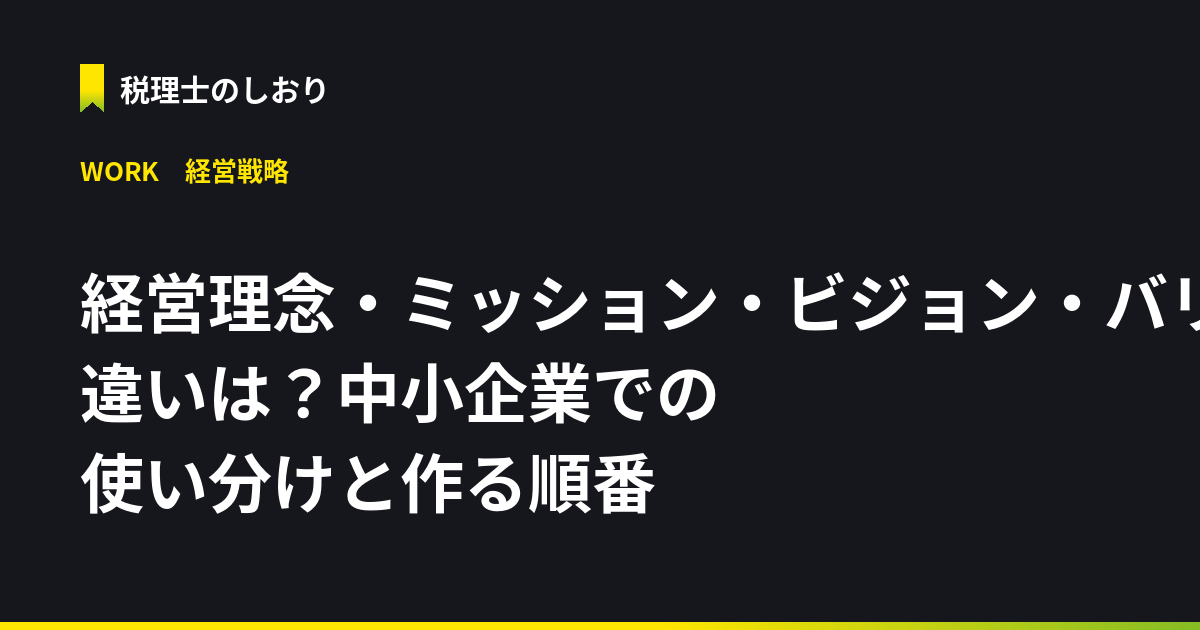 税理士のしおり
WORK 経営戦略
経営理念・ミッション・ビジョン・バリ
違いは？中小企業での
使い分けと作る順番